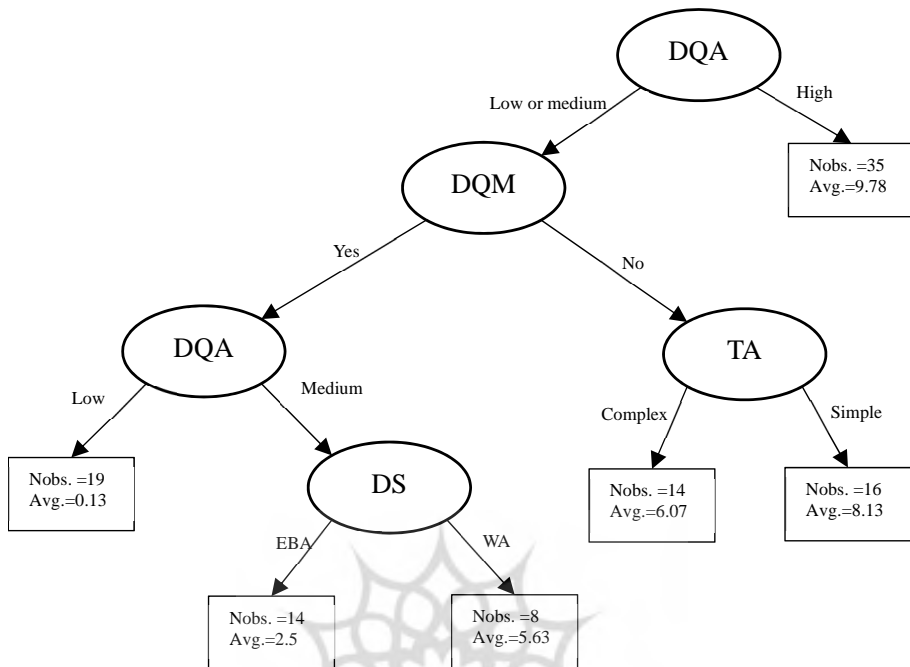 DQA
Low or medium
High
Nobs. =35
Avg.=9.78
DQM
Yes
No
DQA
TA
Low
Medium
Complex
Simple
Nobs. =19
Avg.=0.13
DS
Nobs. =14
Avg.=6.07
Nobs. =16
Avg.=8.13
EBA
WA
Nobs. =14
Avg.=2.5
Nobs. =8
Avg.=5.63